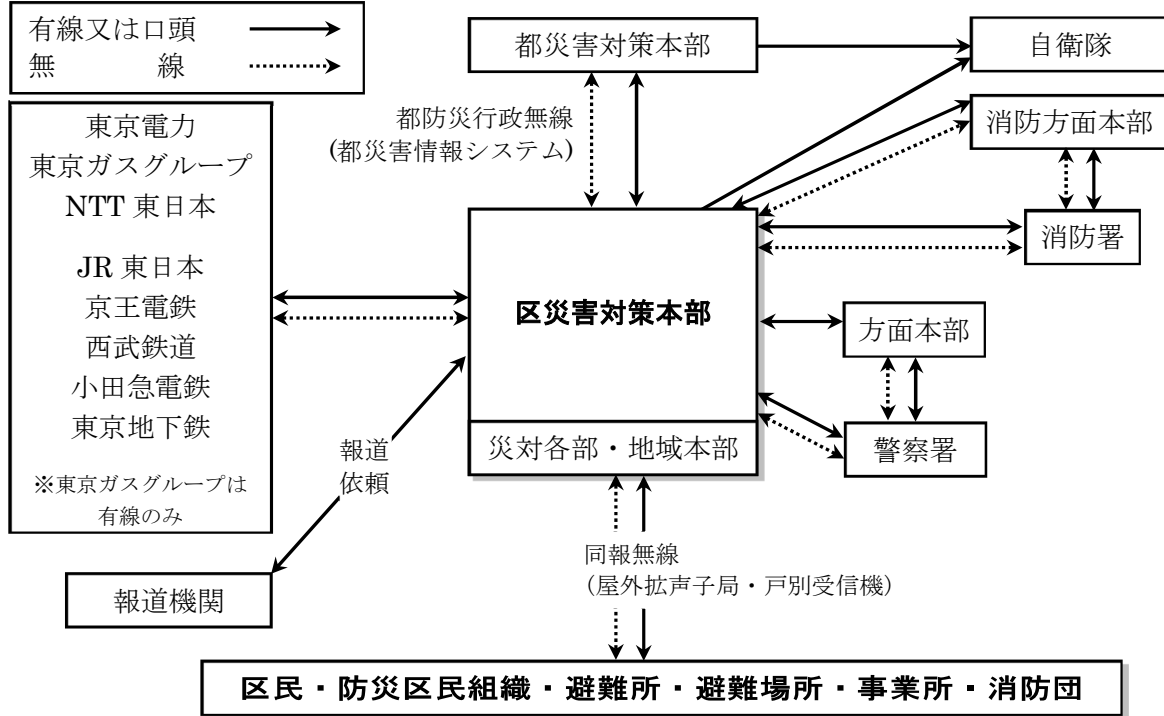 有線又は口頭
無線
都災害対策本部
自衛隊
都防災行政無線
(都災害情報システム)
消防方面本部
消防署
東京電力
東京ガスグループ
NTT 東日本
JR 東日本
京王電鉄
西武鉄道
小田急電鉄
東京地下鉄
※東京ガスグループは
有線のみ
区災害対策本部
方面本部
災対各部・地域本部
警察署
報道
依頼
報道機関
同報無線
(屋外拡声子局・戸別受信機)
区民・防災区民組織・避難所・避難場所・事業所・消防団